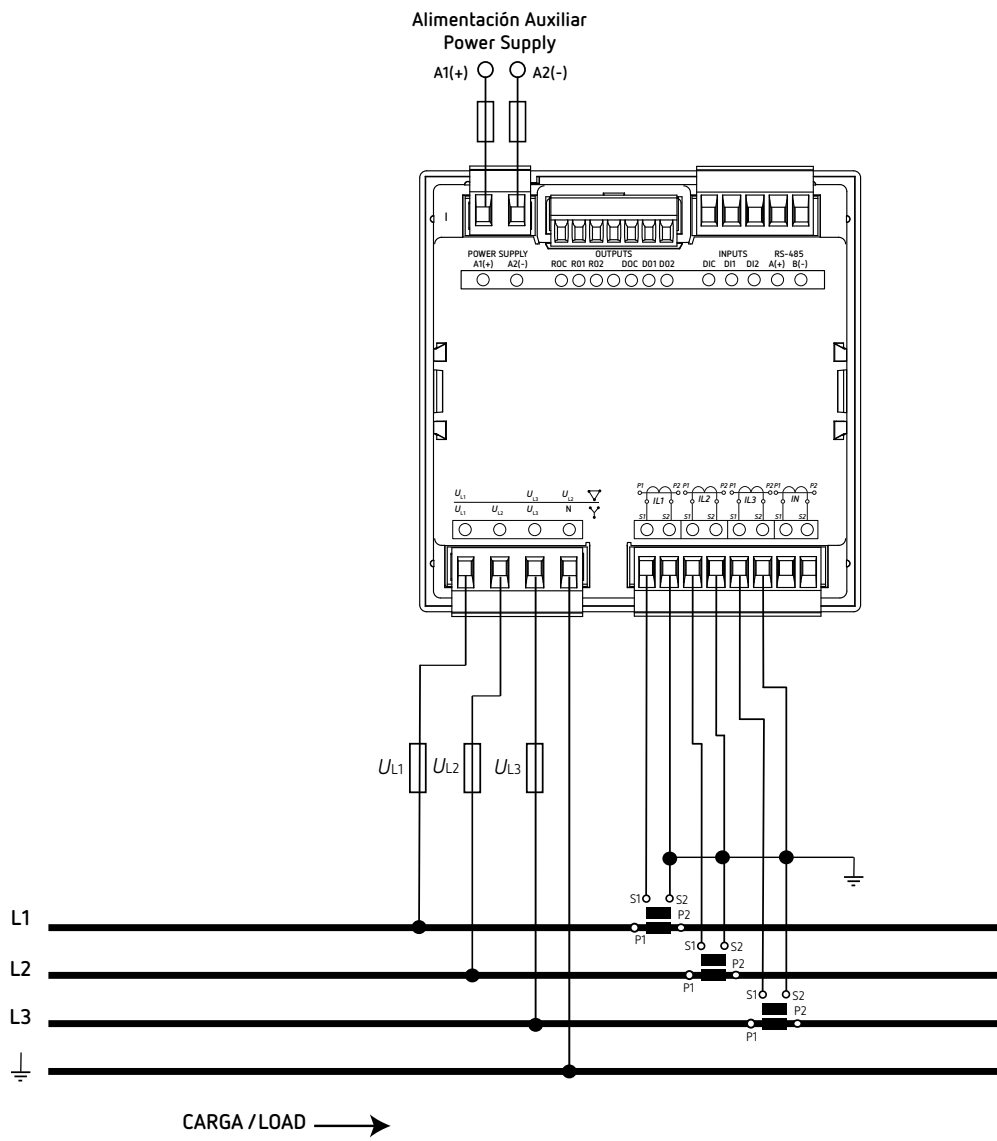 Alimentación Auxiliar
Power Supply
A1(+) A2(-)
I
POWER SUPPLY OUTPUTS INPUTS RS-485
A1(+) A2(-) ROC RO1 RO2 DOC DO1 DO2 DIC DI1 DI2 A(+) B(-)
P1 P2 P1 P2 P1 P2 P1 P2
IL1 IL2 IL3 IN
UL1 UL3 UL2
UL1 UL2 UL3 N
S1 S2 S1 S2 S1 S2 S1 S2
UL1 UL2 UL3
S1 S2
L1
P1 P2
S1 S2
L2
P1 P2
S1 S2
L3
P1 P2
CARGA / LOAD